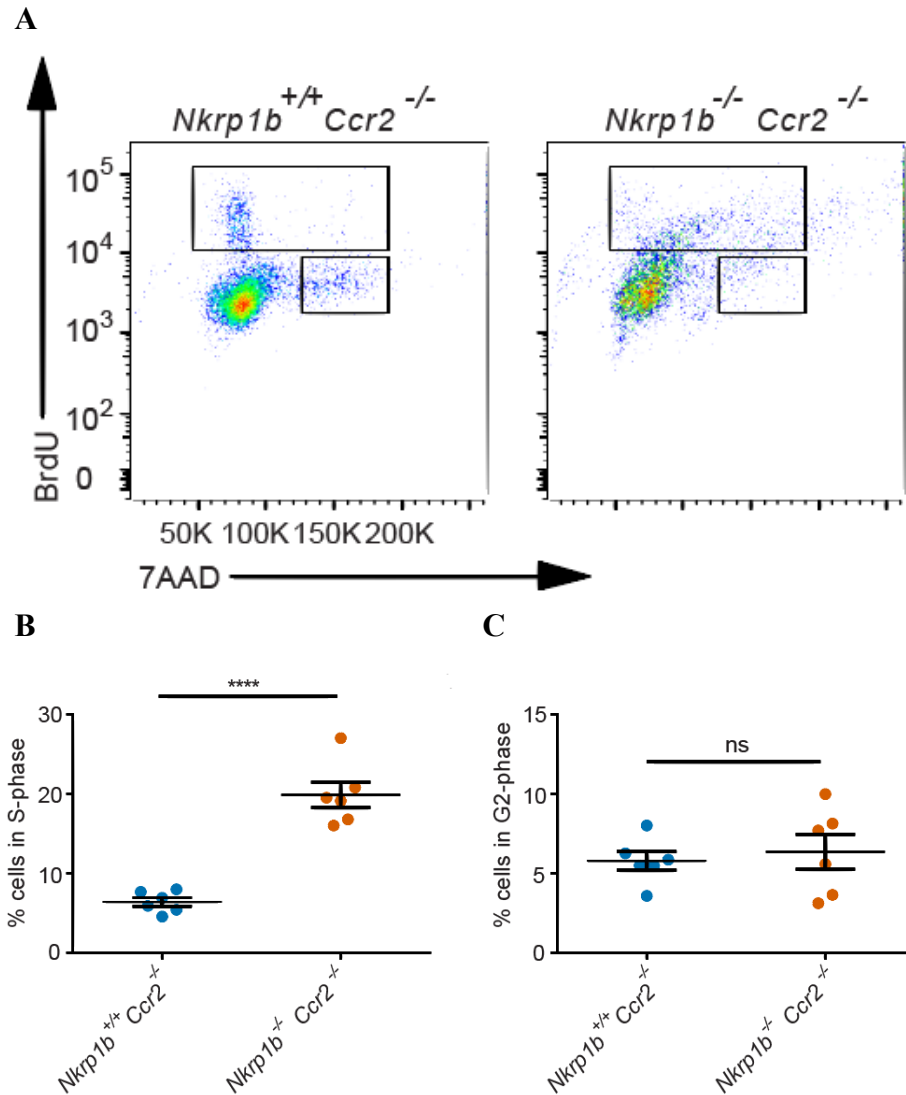 A
Nkrp1b+/+ Ccr2 -/-
Nkrp1b-/- Ccr2 -/-
10^5
10^4
10^3
10^2
0
BrdU
50K 100K 150K 200K
7AAD
B
C
****
30
20
10
0
% cells in S-phase
Nkrp1b+/+ Ccr2-/-
Nkrp1b-/- Ccr2-/-
ns
15
10
5
0
% cells in G2-phase
Nkrp1b+/+ Ccr2-/-
Nkrp1b-/- Ccr2-/-